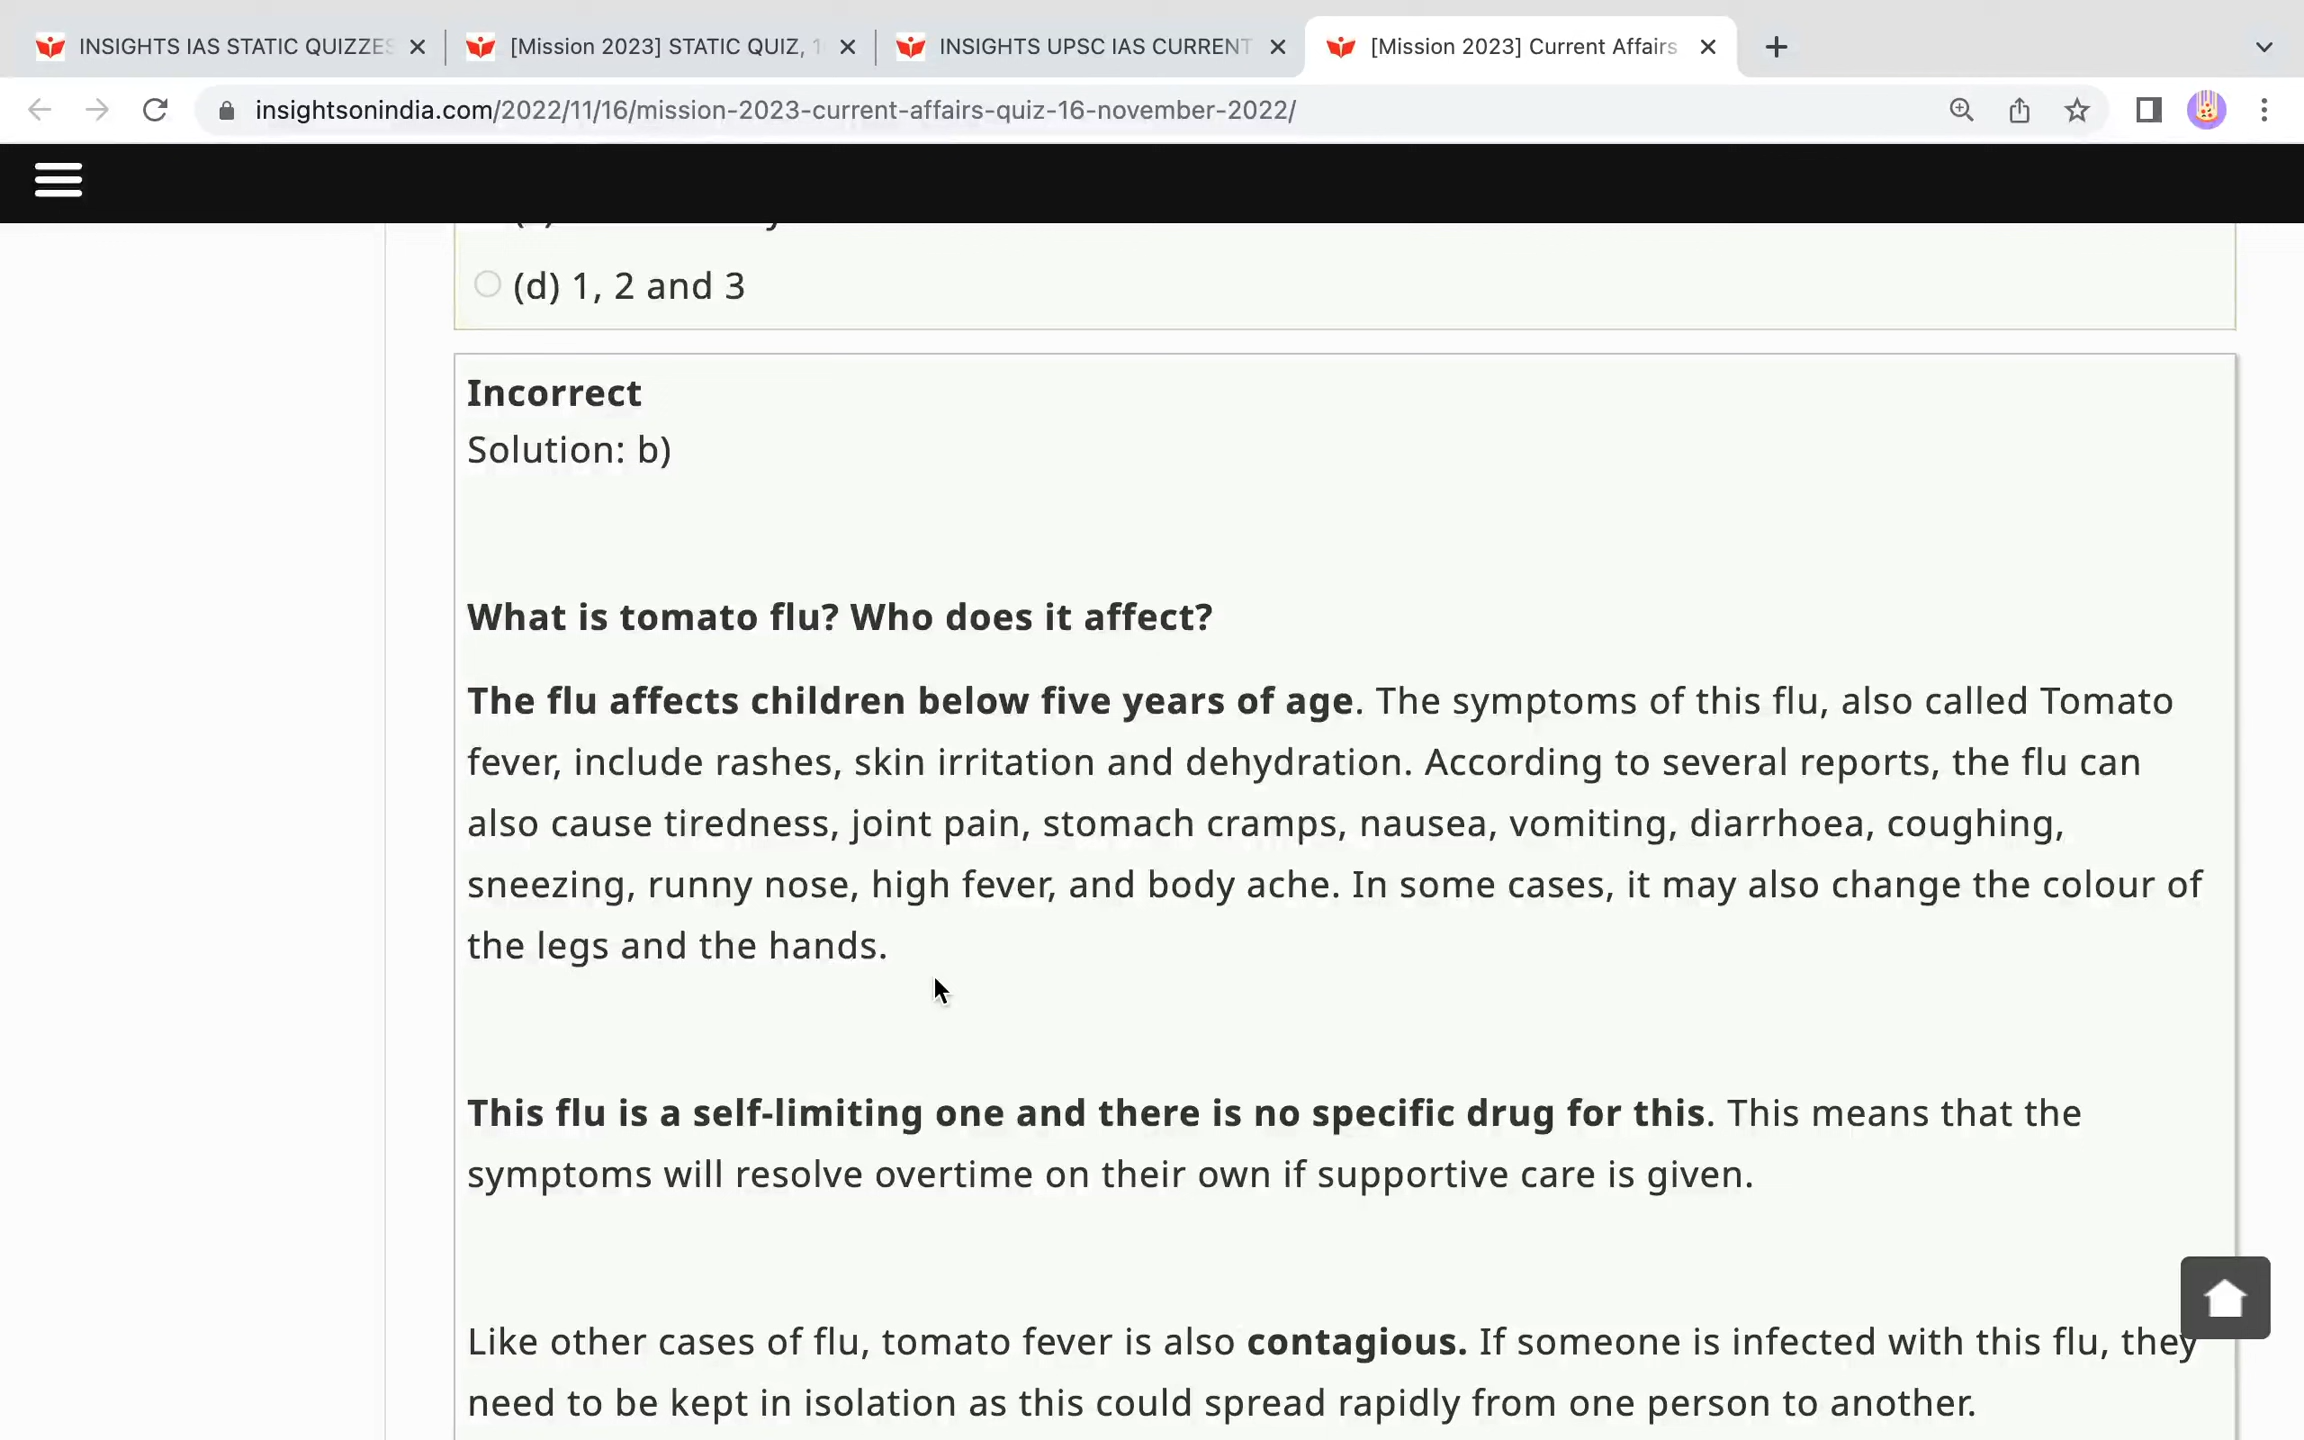 INSIGHTS IAS STATIC QUIZZES
[Mission 2023] STATIC QUIZ, 1
INSIGHTS UPSC IAS CURRENT
[Mission 2023] Current Affairs
insightsonindia.com/2022/11/16/mission-2023-current-affairs-quiz-16-november-2022/
(d) 1, 2 and 3
Incorrect
Solution: b)
What is tomato flu? Who does it affect?
The flu affects children below five years of age. The symptoms of this flu, also called Tomato
fever, include rashes, skin irritation and dehydration. According to several reports, the flu can
also cause tiredness, joint pain, stomach cramps, nausea, vomiting, diarrhoea, coughing,
sneezing, runny nose, high fever, and body ache. In some cases, it may also change the colour of
the legs and the hands.
This flu is a self-limiting one and there is no specific drug for this. This means that the
symptoms will resolve overtime on their own if supportive care is given.
Like other cases of flu, tomato fever is also contagious. If someone is infected with this flu, they
need to be kept in isolation as this could spread rapidly from one person to another.